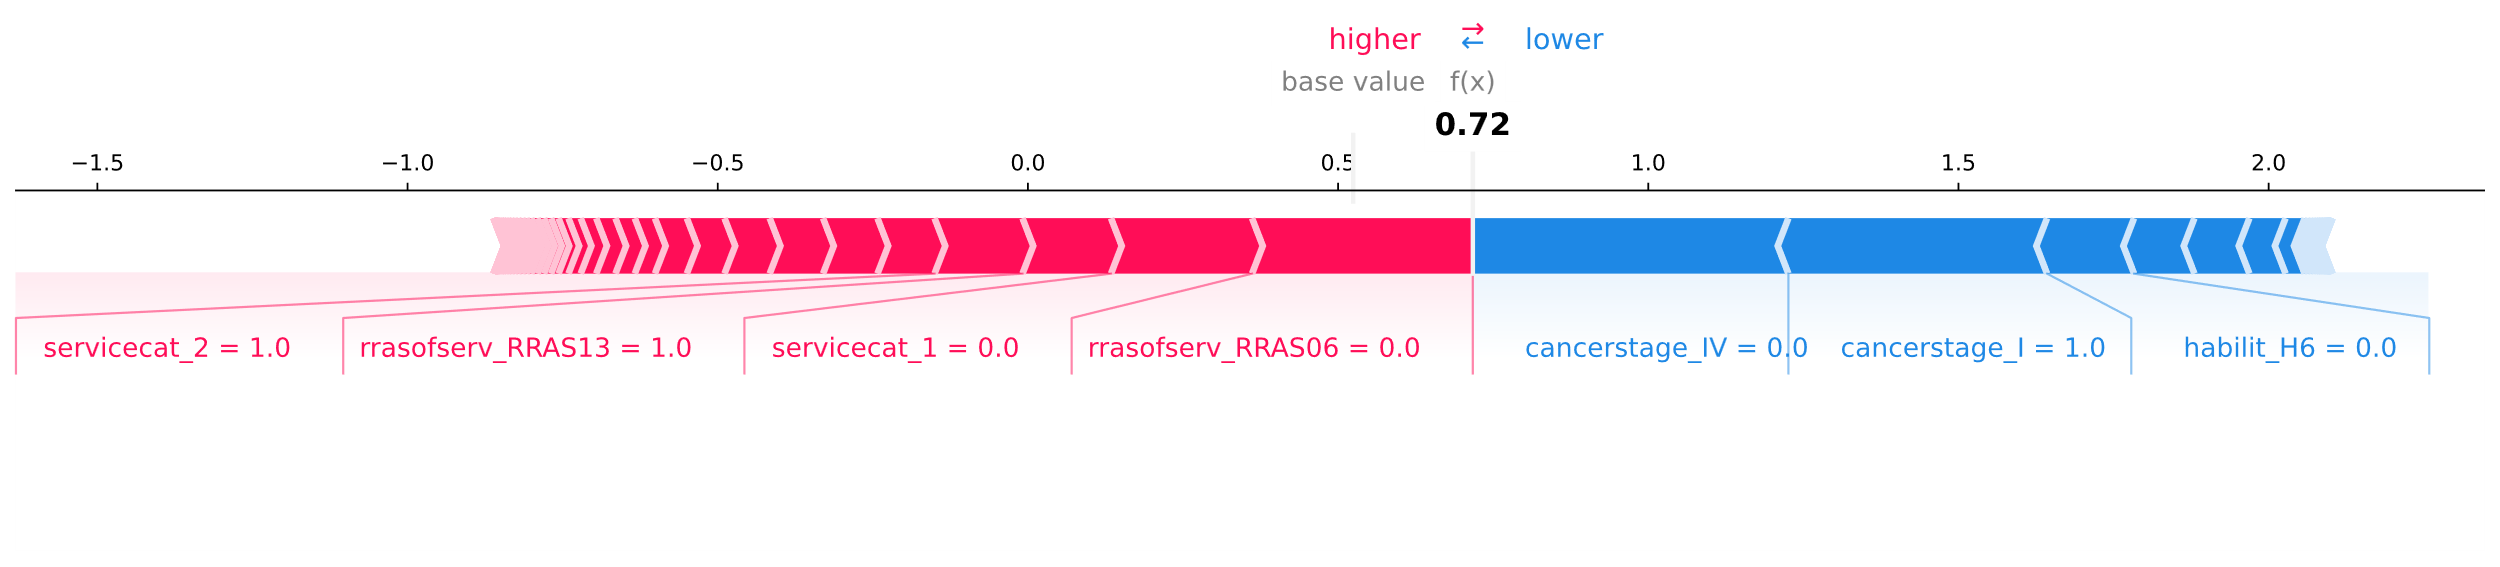 higher ⇄ lower
base value f(x)
0.72
−1.5 −1.0 −0.5 0.0 0.5 1.0 1.5 2.0
servicecat_2 = 1.0 rrasofserv_RRAS13 = 1.0 servicecat_1 = 0.0 rrasofserv_RRAS06 = 0.0 cancerstage_IV = 0.0 cancerstage_I = 1.0 habilit_H6 = 0.0